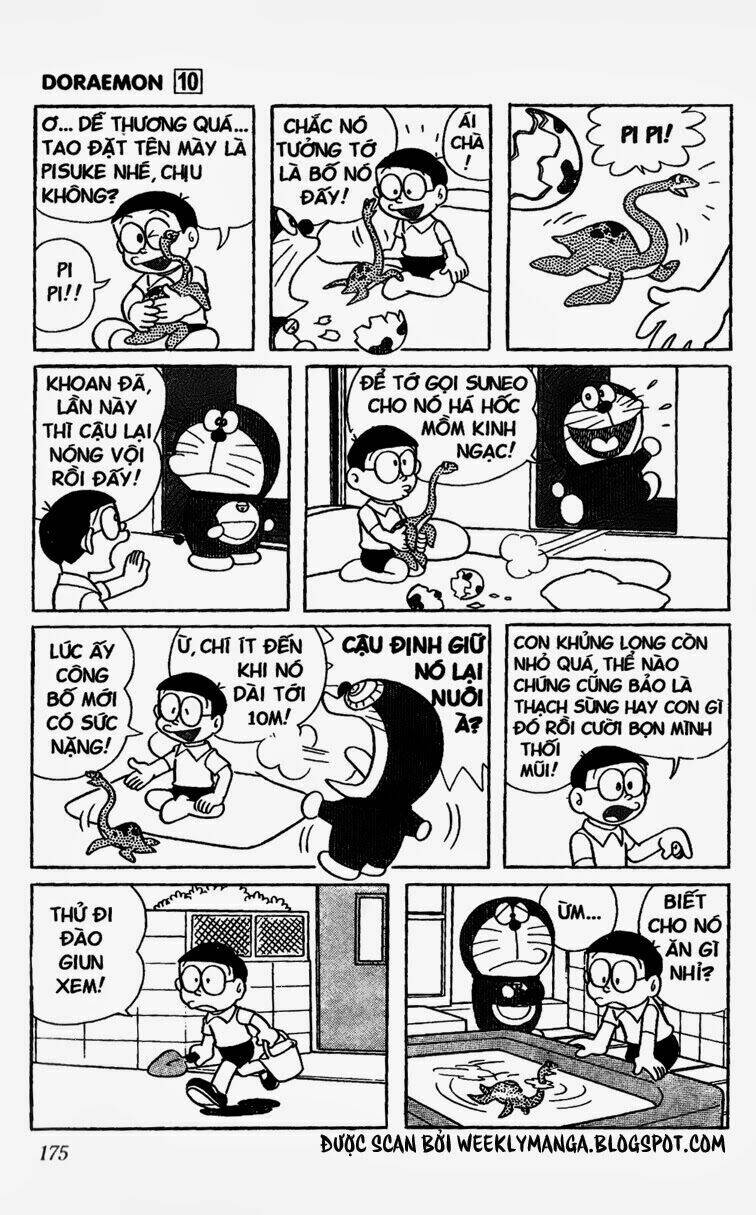 DORAEMON 10
PI PI!
ÁI
CHÀ
!
CHẮC NÓ
TƯỞNG TỚ
LÀ BỐ NÓ
ĐẤY!
Ơ... DỄ THƯƠNG QUÁ...
TAO ĐẶT TÊN MÀY LÀ
PISUKE NHÉ, CHỊU
KHÔNG?
PI
PI!!
ĐỂ TỚ GỌI SUNEO
CHO NÓ HÁ HỐC
MỒM KINH
NGẠC!
KHOAN ĐÃ,
LẦN NÀY
THÌ CẬU LẠI
NÓNG VỘI
RỒI ĐẤY!
CON KHỦNG LONG CÒN
NHỎ QUÁ, THỂ NÀO
CHÚNG CŨNG BẢO LÀ
THẠCH SÙNG HAY CON GÌ
ĐÓ RỒI CƯỜI BỌN MÌNH
THỐI
MŨI!
CẬU ĐỊNH GIỮ
NÓ LẠI
NUÔI
À?
Ừ, CHÍ ÍT ĐẾN
KHI NÓ
DÀI TỚI
10M!
LÚC ẤY
CÔNG
BỐ MỚI
CÓ SỨC
NẶNG!
BIẾT
CHO NÓ
ĂN GÌ
NHỈ?
ỪM...
THỬ ĐI
ĐÀO
GIUN
XEM!
175
ĐƯỢC SCAN BỞI WEEKLYMANGA.BLOGSPOT.COM